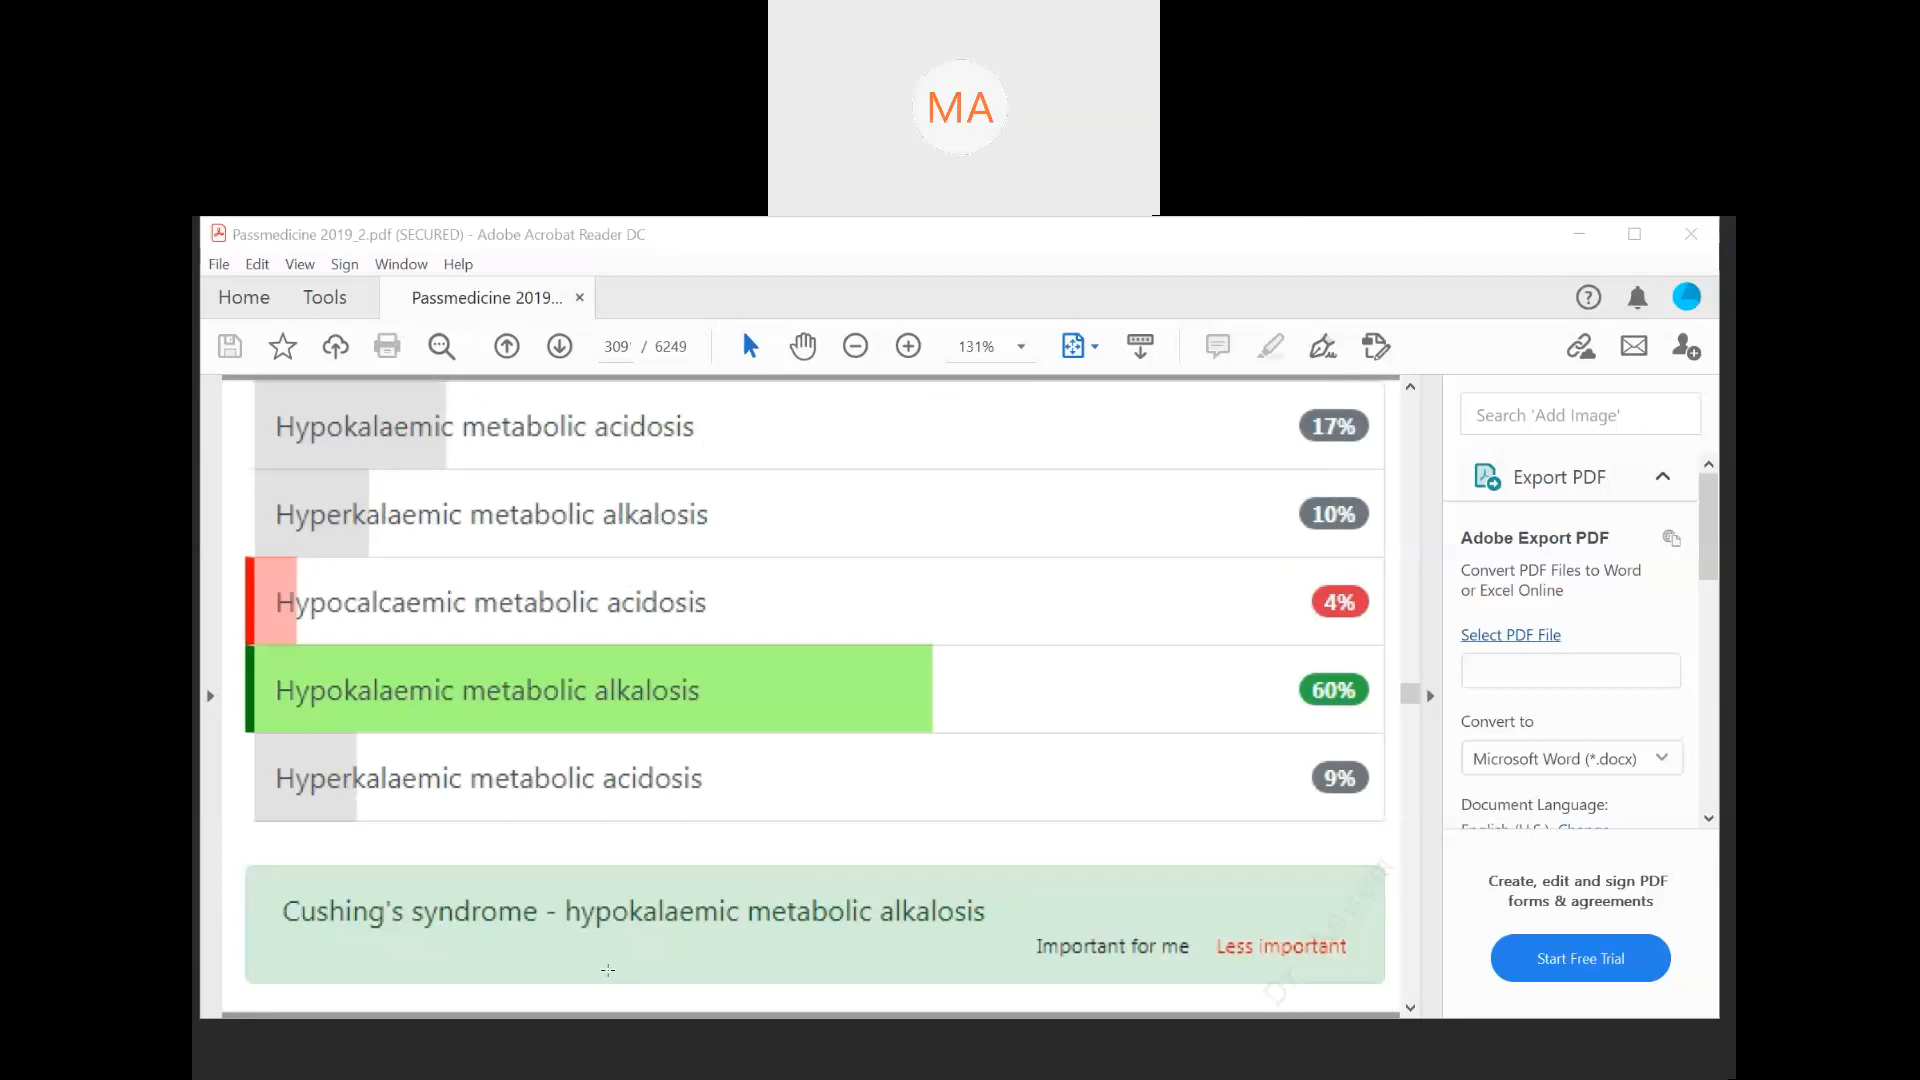 MA
Passmedicine 2019_2.pdf (SECURED) - Adobe Acrobat Reader DC
File Edit View Sign Window Help
Home Tools Passmedicine 2019... ×
309 / 6249 131%
Search 'Add Image'
Export PDF
Adobe Export PDF
Convert PDF Files to Word
or Excel Online
Select PDF File
Convert to
Microsoft Word (*.docx)
Document Language:
English (U.S.) Change
Create, edit and sign PDF
forms & agreements
Start Free Trial
Hypokalaemic metabolic acidosis 17%
Hyperkalaemic metabolic alkalosis 10%
Hypocalcaemic metabolic acidosis 4%
Hypokalaemic metabolic alkalosis 60%
Hyperkalaemic metabolic acidosis 9%
Cushing's syndrome - hypokalaemic metabolic alkalosis
Important for me Less important